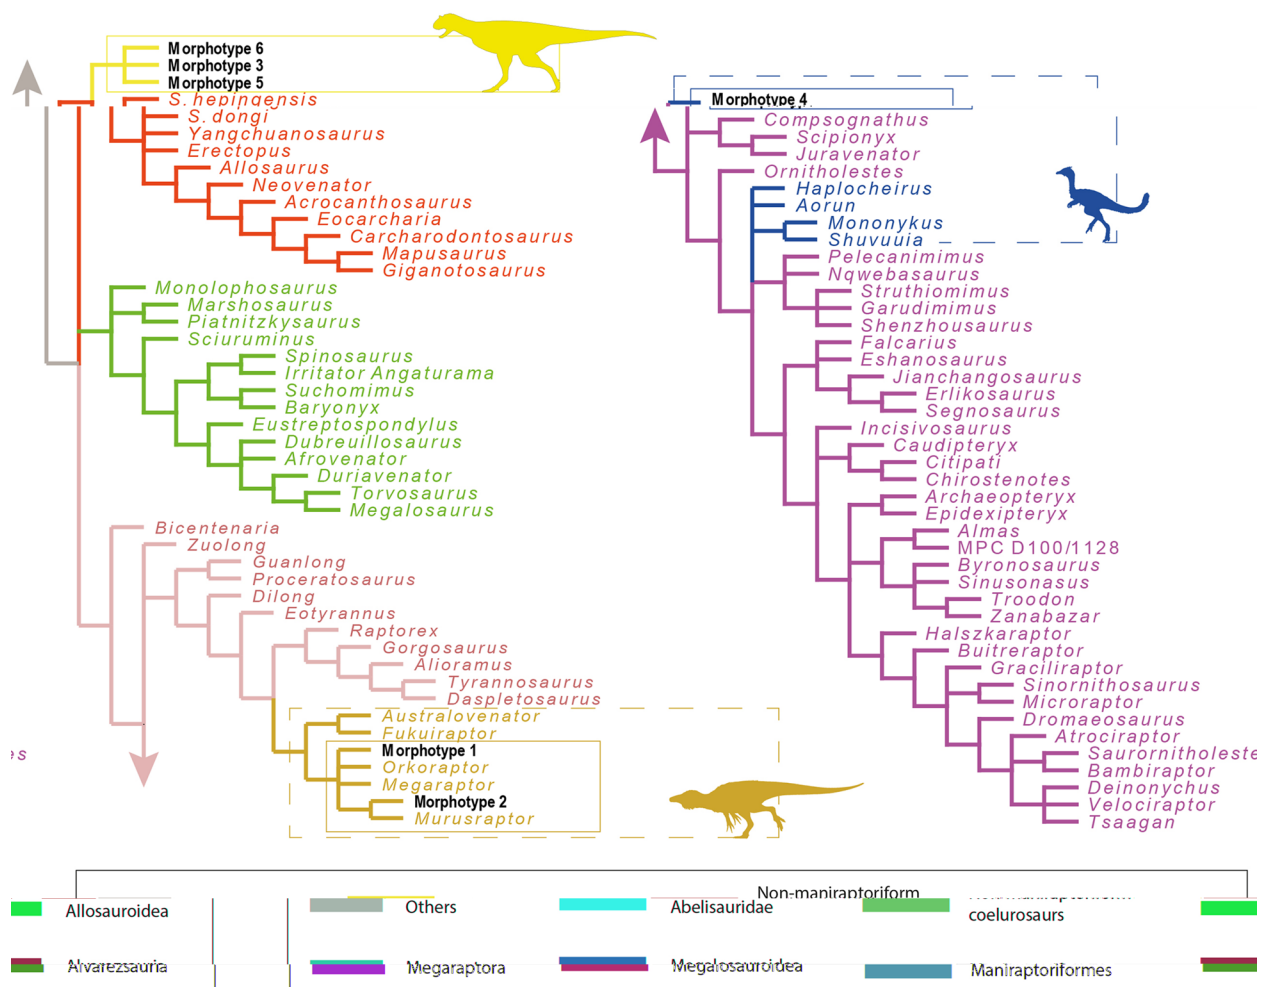 Morphotype 6
Morphotype 3
Morphotype 5
S. hepingensis
S. dongi
Yangchuanosaurus
Erectopus
Allosaurus
Neovenator
Acrocanthosaurus
Eocarcharia
Carcharodontosaurus
Mapusaurus
Giganotosaurus
Monolophosaurus
Marshosaurus
Piatnitzkysaurus
Sciuruminus
Spinosaurus
Irritator Angaturama
Suchomimus
Baryonyx
Eustreptospondylus
Dubreuillosaurus
Afrovenator
Duriavenator
Torvosaurus
Megalosaurus
Bicentenaria
Zuolong
Guanlong
Proceratosaurus
Dilong
Eotyrannus
Raptorex
Gorgosaurus
Alioramus
Tyrannosaurus
Daspletosaurus
Australovenator
Fukuiraptor
Morphotype 1
Orkoraptor
Megaraptor
Morphotype 2
Murusraptor
Morphotype 4
Compsognathus
Scipionyx
Juravenator
Ornitholestes
Haplocheirus
Aorun
Mononykus
Shuvuuia
Pelecanimimus
Nqwebasaurus
Struthiomimus
Garudimimus
Shenzhousaurus
Falcarius
Eshanosaurus
Jianchangosaurus
Erlikosaurus
Segnosaurus
Incisivosaurus
Caudipteryx
Citipati
Chirostenotes
Archaeopteryx
Epidexipteryx
Almas
MPC D100/1128
Byronosaurus
Sinusonasus
Troodon
Zanabazar
Halszkaraptor
Buitreraptor
Graciliraptor
Sinornithosaurus
Microraptor
Dromaeosaurus
Atrociraptor
Saurornitholeste
Bambiraptor
Deinonychus
Velociraptor
Tsaagan
es
Non-maniraptoriform
Allosauroidea
Others
Abelisauridae
coelurosaurs
Alvarezsauria
Megaraptora
Megalosauroidea
Maniraptoriformes